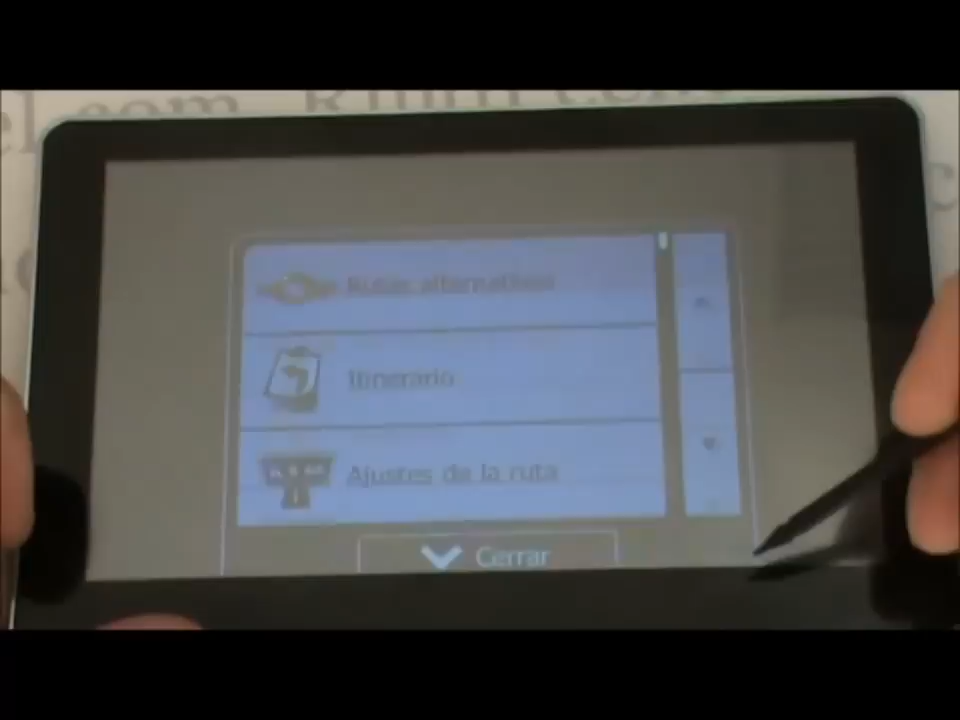 Rutas alternativas
Itinerario
Ajustes de la ruta
Cerrar